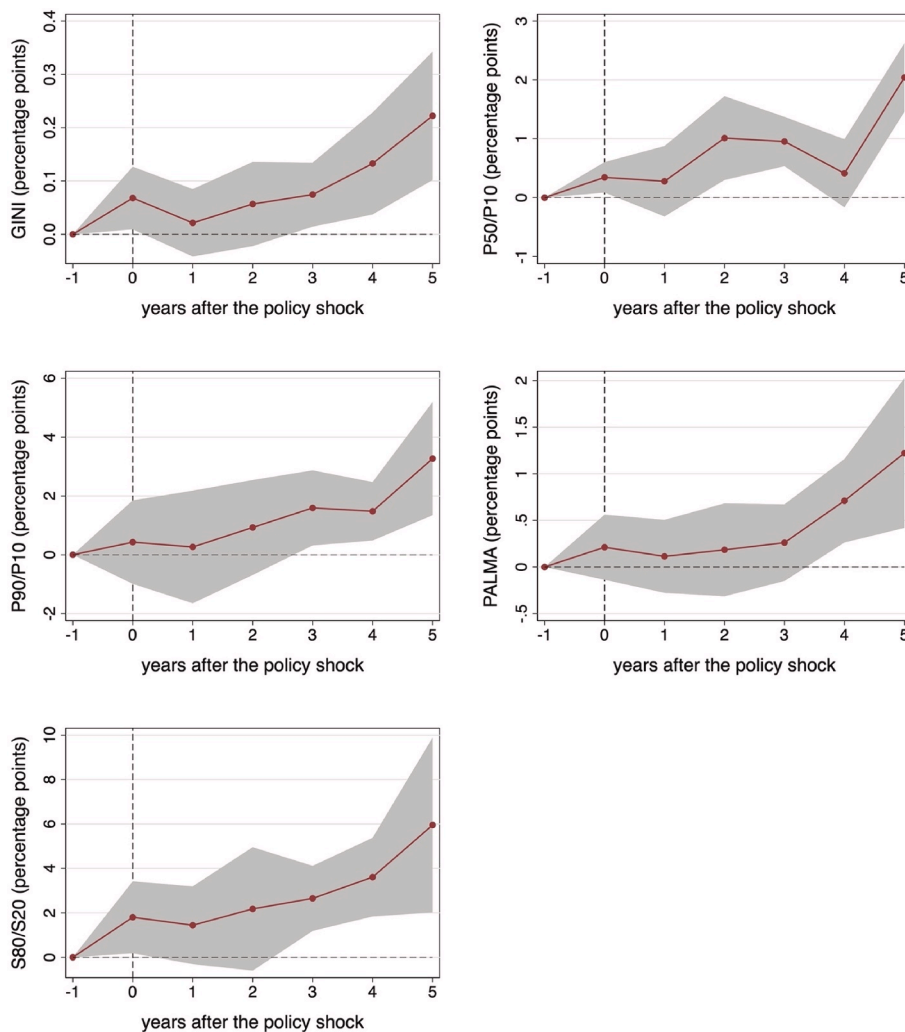 GINI (percentage points)
0.4
0.3
0.2
0.1
0.0
-1 0 1 2 3 4 5
years after the policy shock
P50/P10 (percentage points)
3
2
1
0
-1
-1 0 1 2 3 4 5
years after the policy shock
P90/P10 (percentage points)
6
4
2
0
-2
-1 0 1 2 3 4 5
years after the policy shock
PALMA (percentage points)
2
1.5
1
.5
0
-.5
-1 0 1 2 3 4 5
years after the policy shock
S80/S20 (percentage points)
10
8
6
4
2
0
-1 0 1 2 3 4 5
years after the policy shock